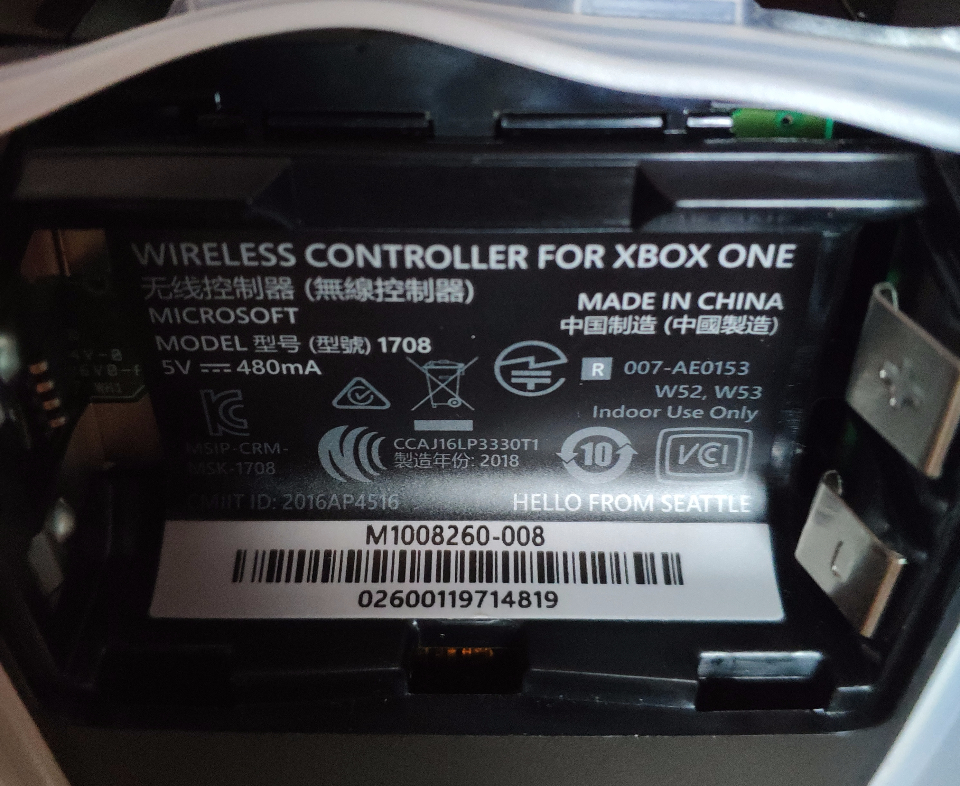 WIRELESS CONTROLLER FOR XBOX ONE
无线控制器 (無線控制器)
MICROSOFT
MADE IN CHINA
中国制造 (中國製造)
MODEL 型号 (型號) 1708
5V ⎓ 480mA
R 007-AE0153
W52, W53
Indoor Use Only
MSIP-CRM-
MSK-1708
CCAJ16LP3330T1
製造年份: 2018
10
VCI
CMIIT ID: 2016AP4516
HELLO FROM SEATTLE
M1008260-008
02600119714819